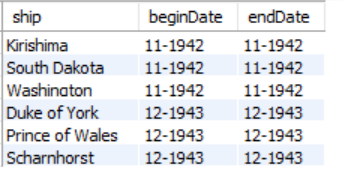 ship beginDate endDate
Kirishima 11-1942 11-1942
South Dakota 11-1942 11-1942
Washington 11-1942 11-1942
Duke of York 12-1943 12-1943
Prince of Wales 12-1943 12-1943
Scharnhorst 12-1943 12-1943